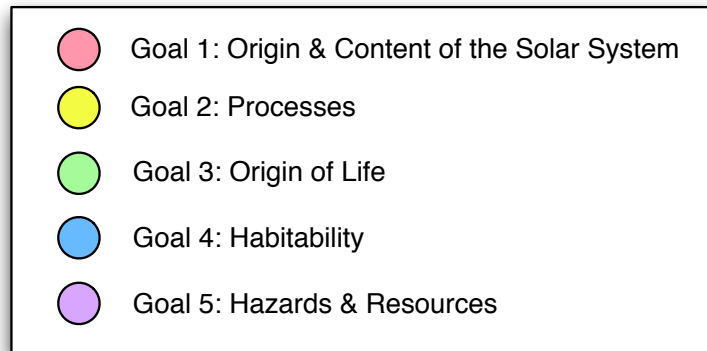 Goal 1: Origin & Content of the Solar System
Goal 2: Processes
Goal 3: Origin of Life
Goal 4: Habitability
Goal 5: Hazards & Resources